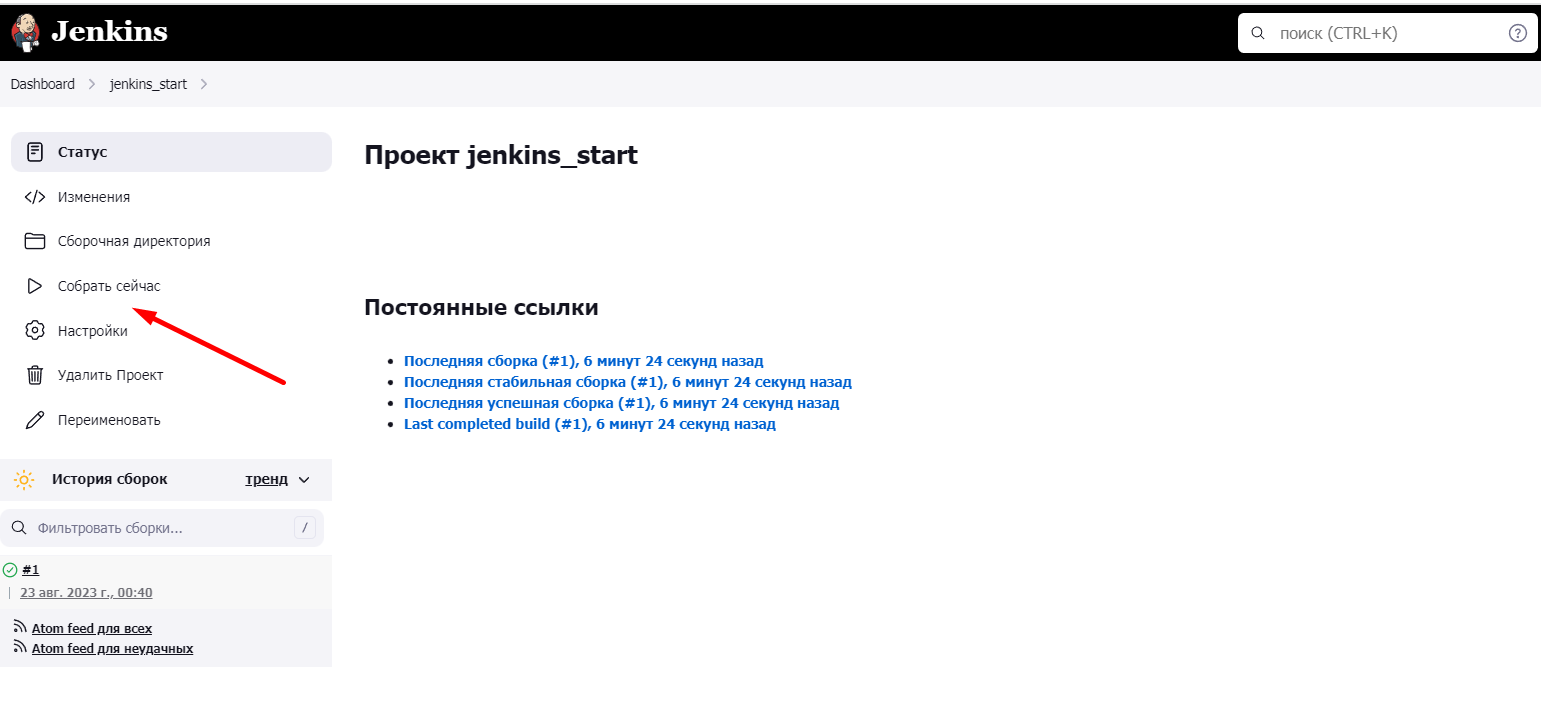 Jenkins
поиск (CTRL+K)
Dashboard
jenkins_start
Статус
Изменения
Сборочная директория
Собрать сейчас
Настройки
Удалить Проект
Переименовать
История сборок тренд
Фильтровать сборки... /
#1
23 авг. 2023 г., 00:40
Atom feed для всех
Atom feed для неудачных
Проект jenkins_start
Постоянные ссылки
Последняя сборка (#1), 6 минут 24 секунд назад
Последняя стабильная сборка (#1), 6 минут 24 секунд назад
Последняя успешная сборка (#1), 6 минут 24 секунд назад
Last completed build (#1), 6 минут 24 секунд назад